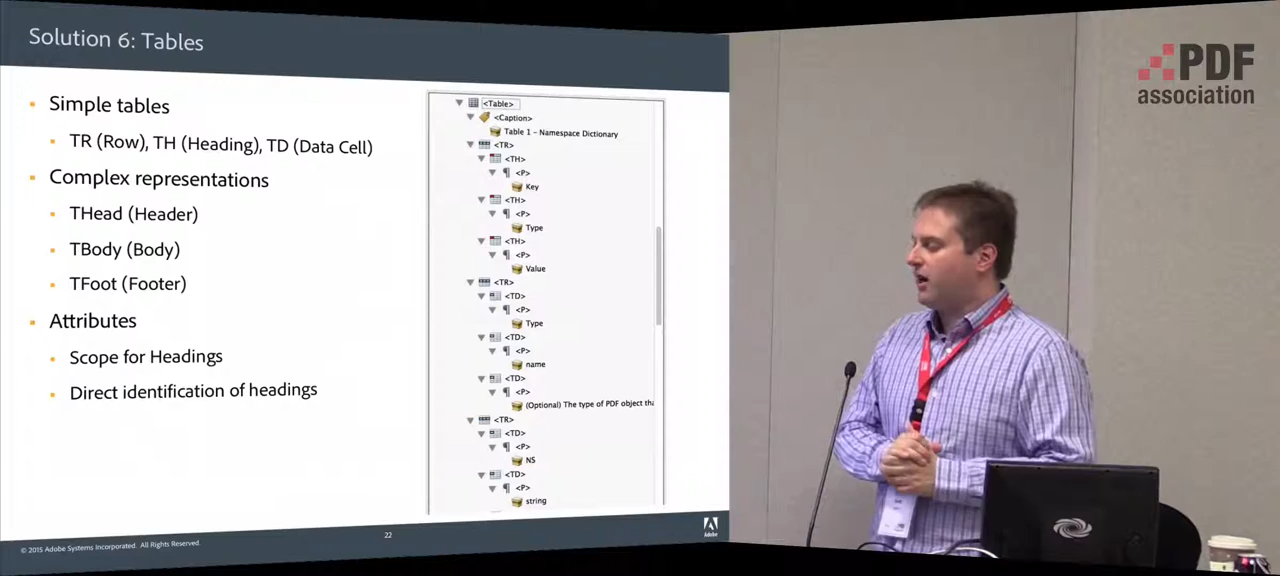 Solution 6: Tables
Simple tables
TR (Row), TH (Heading), TD (Data Cell)
Complex representations
THead (Header)
TBody (Body)
TFoot (Footer)
Attributes
Scope for Headings
Direct identification of headings
<Table>
<Caption>
Table 1 – Namespace Dictionary
<TR>
<TH>
<P>
Key
<TH>
<P>
Type
<TH>
<P>
Value
<TR>
<TD>
<P>
Type
<TD>
<P>
name
<TD>
<P>
(Optional) The type of PDF object tha
<TR>
<TD>
<P>
NS
<TD>
<P>
string
© 2015 Adobe Systems Incorporated. All Rights Reserved.
22
Adobe
PDF
association